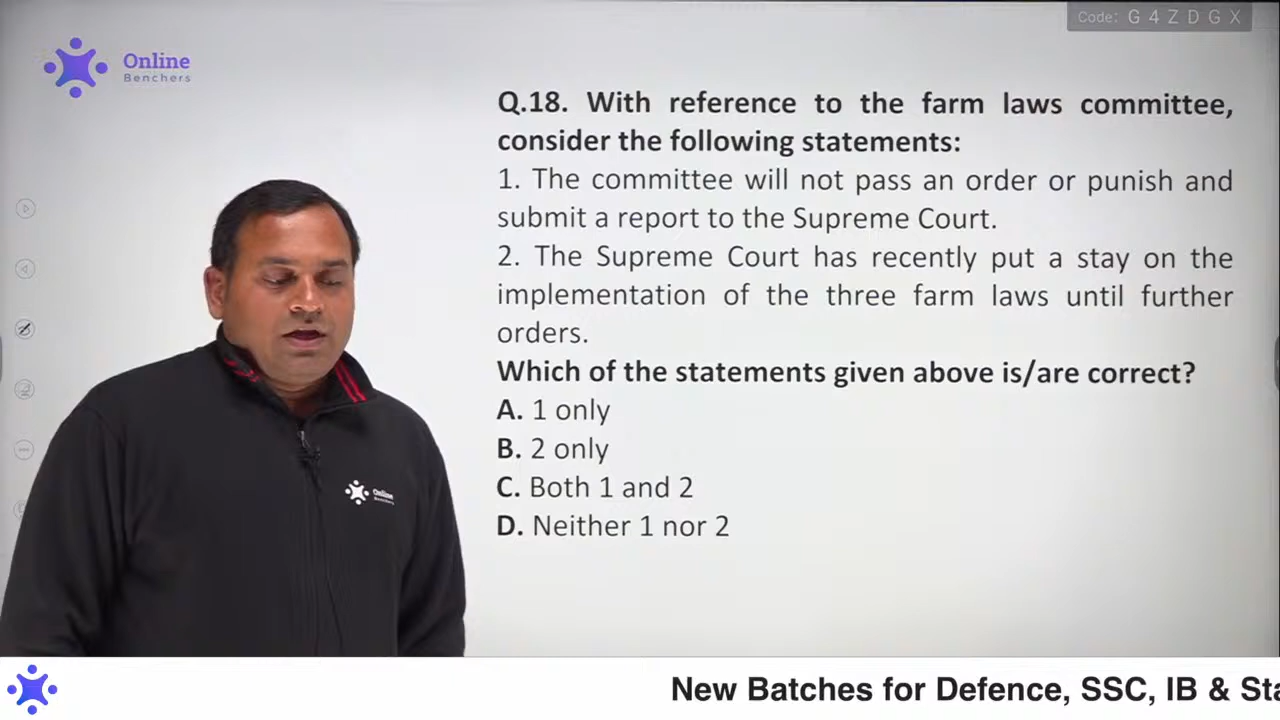 Code: G 4 Z D G X
Online
Benchers
Q.18. With reference to the farm laws committee,
consider the following statements:
1. The committee will not pass an order or punish and
submit a report to the Supreme Court.
2. The Supreme Court has recently put a stay on the
implementation of the three farm laws until further
orders.
Which of the statements given above is/are correct?
A. 1 only
B. 2 only
C. Both 1 and 2
D. Neither 1 nor 2
Online
Benchers
New Batches for Defence, SSC, IB & Sta